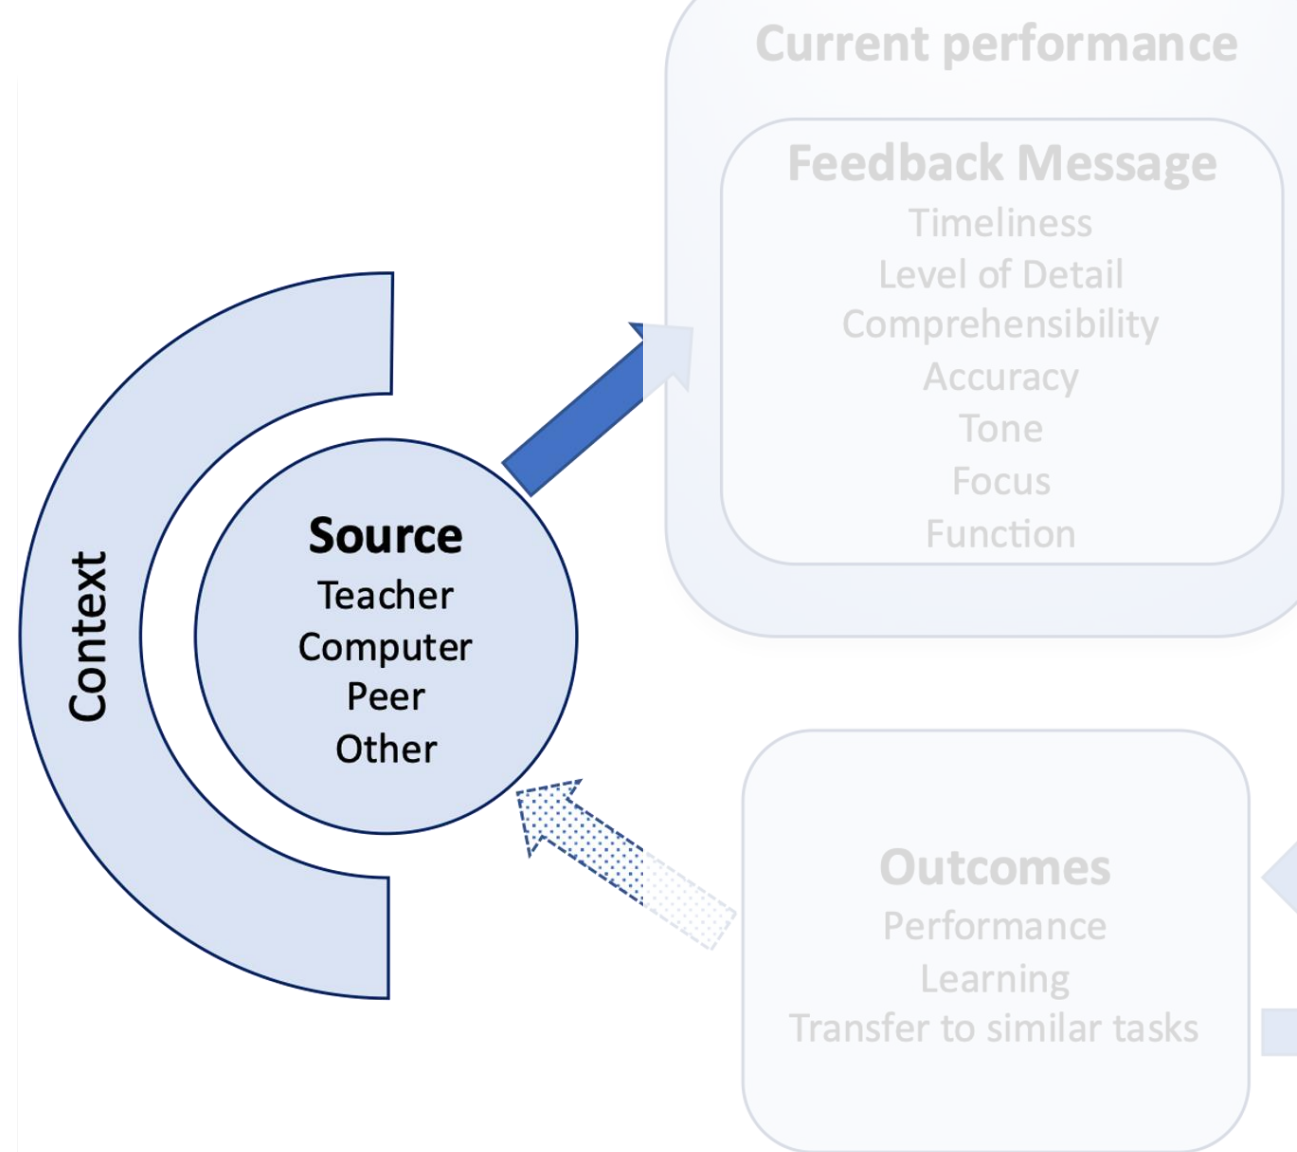 Current performance
Feedback Message
Timeliness
Level of Detail
Comprehensibility
Accuracy
Tone
Focus
Function
Context
Source
Teacher
Computer
Peer
Other
Outcomes
Performance
Learning
Transfer to similar tasks